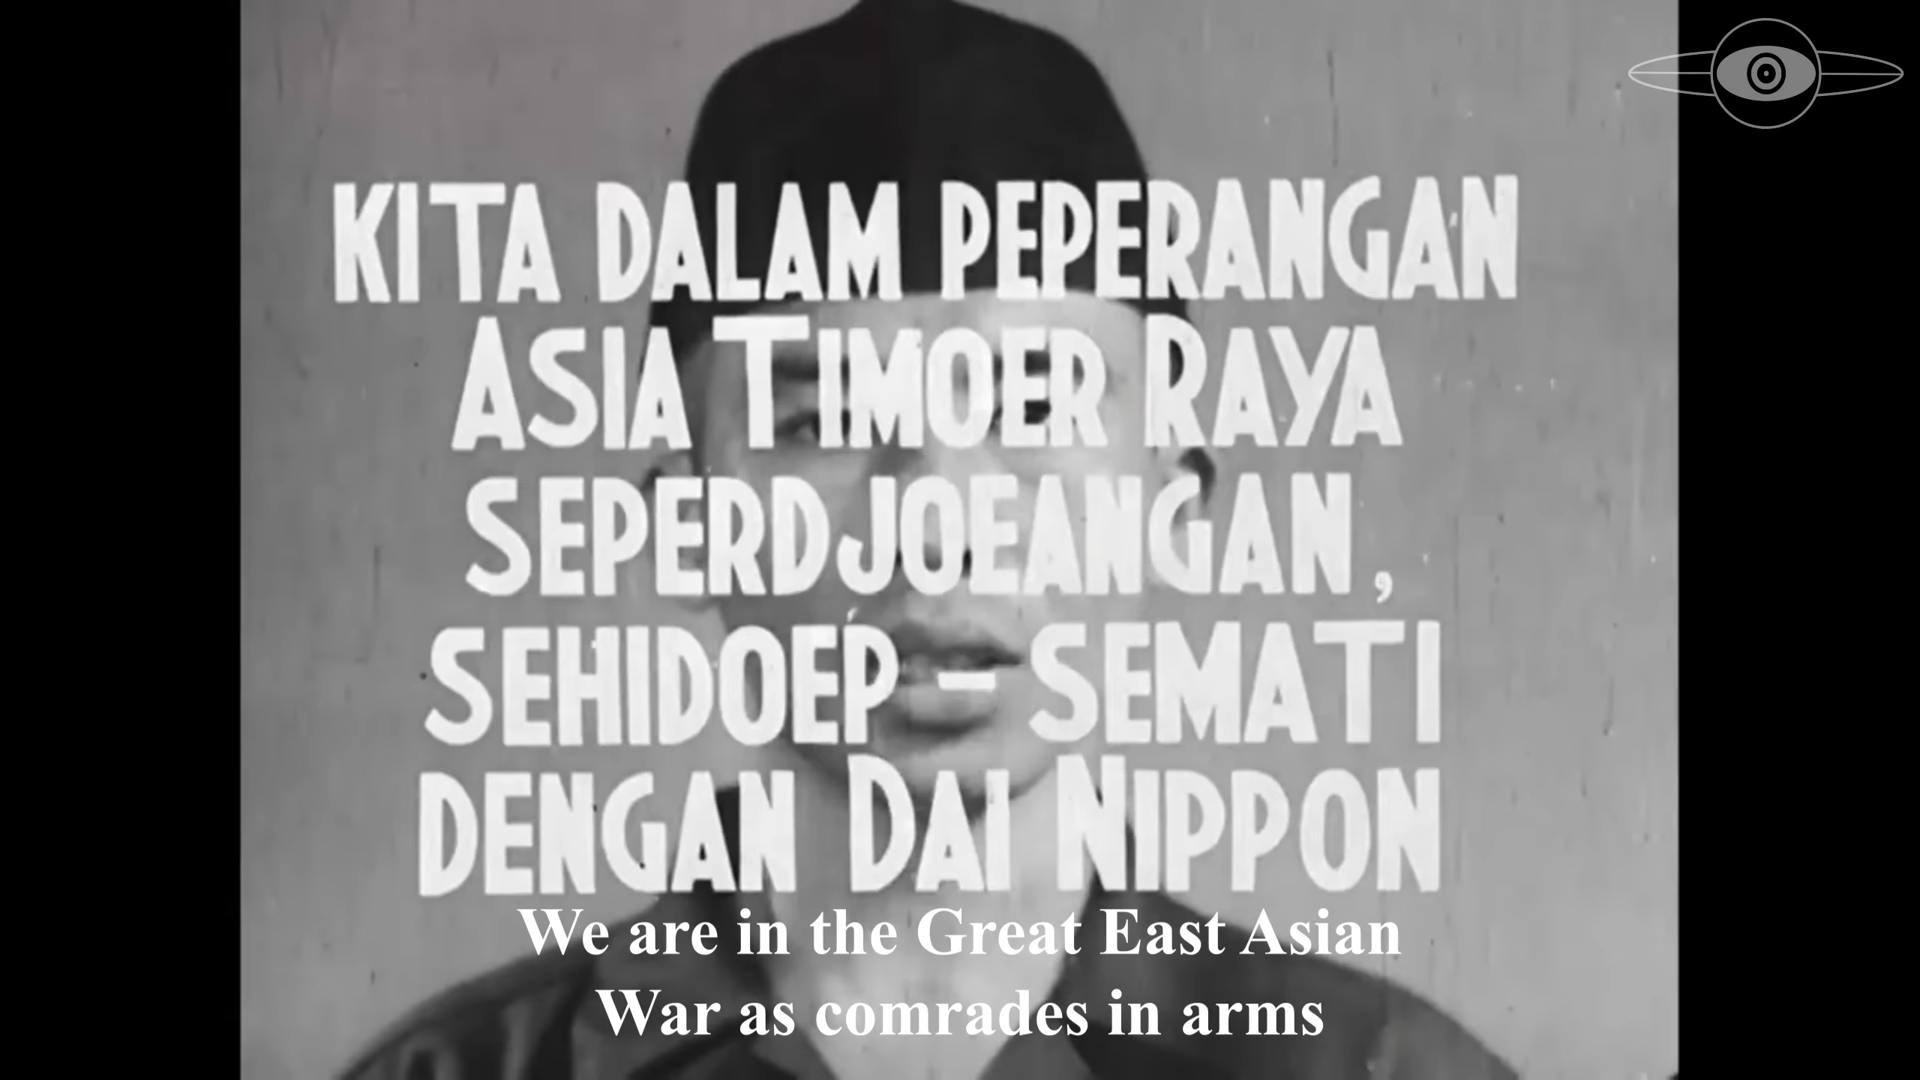 KITA DALAM PEPERANGAN
ASIA TIMOER RAYA
SEPERDJOEANGAN,
SEHIDOEP – SEMATI
DENGAN DAI NIPPON
We are in the Great East Asian
War as comrades in arms